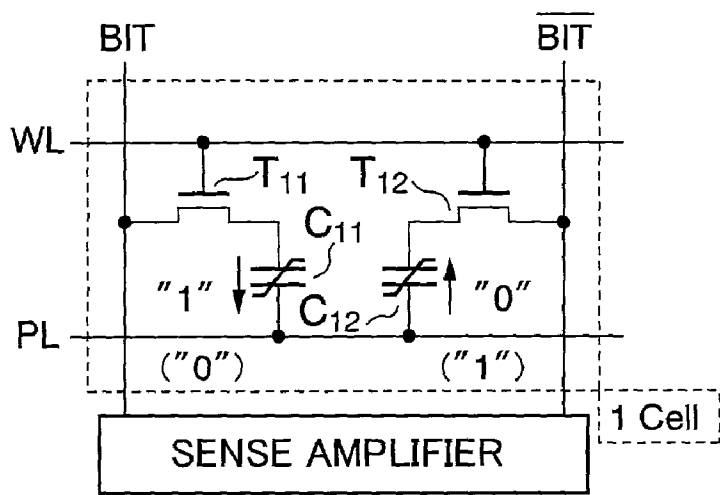 BIT
BIT
WL
T11
T12
C11
"1"
"0"
C12
PL
("0")
("1")
1 Cell
SENSE AMPLIFIER